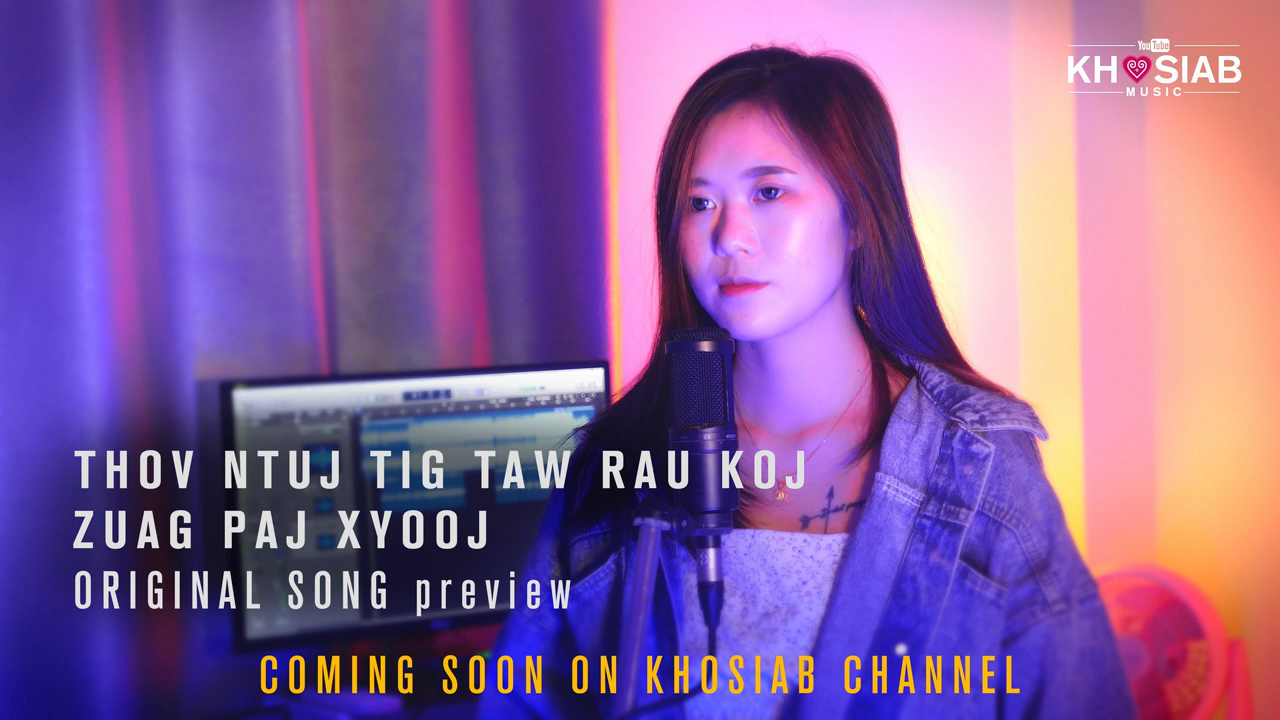 YouTube
KHOSIAB
MUSIC
THOV NTUJ TIG TAW RAU KOJ
ZUAG PAJ XYOOJ
ORIGINAL SONG preview
COMING SOON ON KHOSIAB CHANNEL